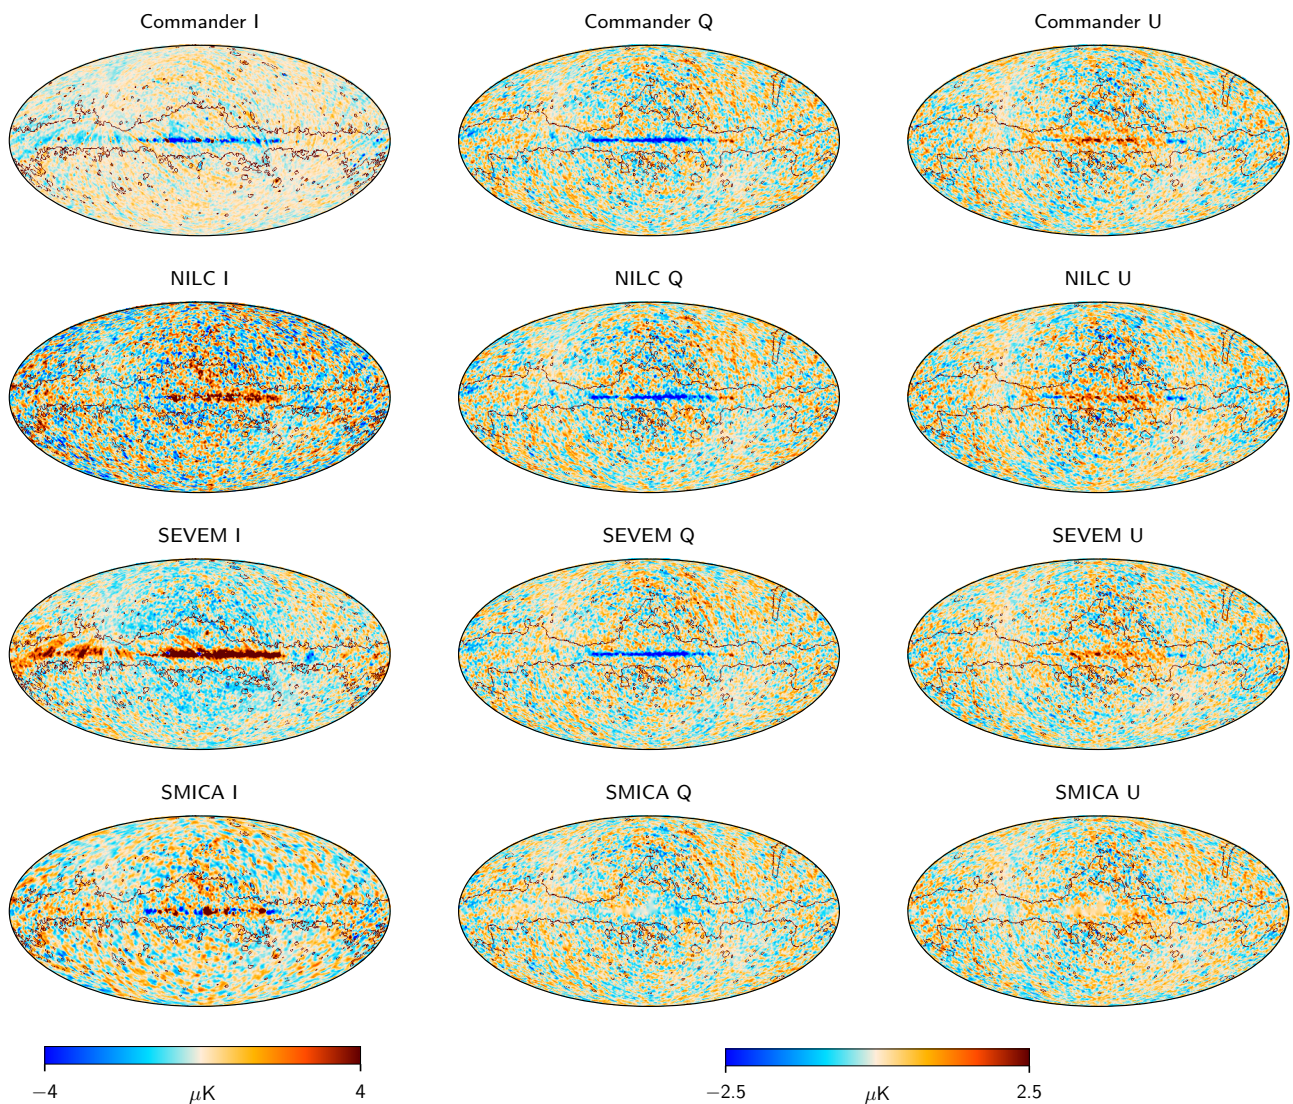 Commander I
Commander Q
Commander U
NILC I
NILC Q
NILC U
SEVEM I
SEVEM Q
SEVEM U
SMICA I
SMICA Q
SMICA U
−4 μK 4
−2.5 μK 2.5